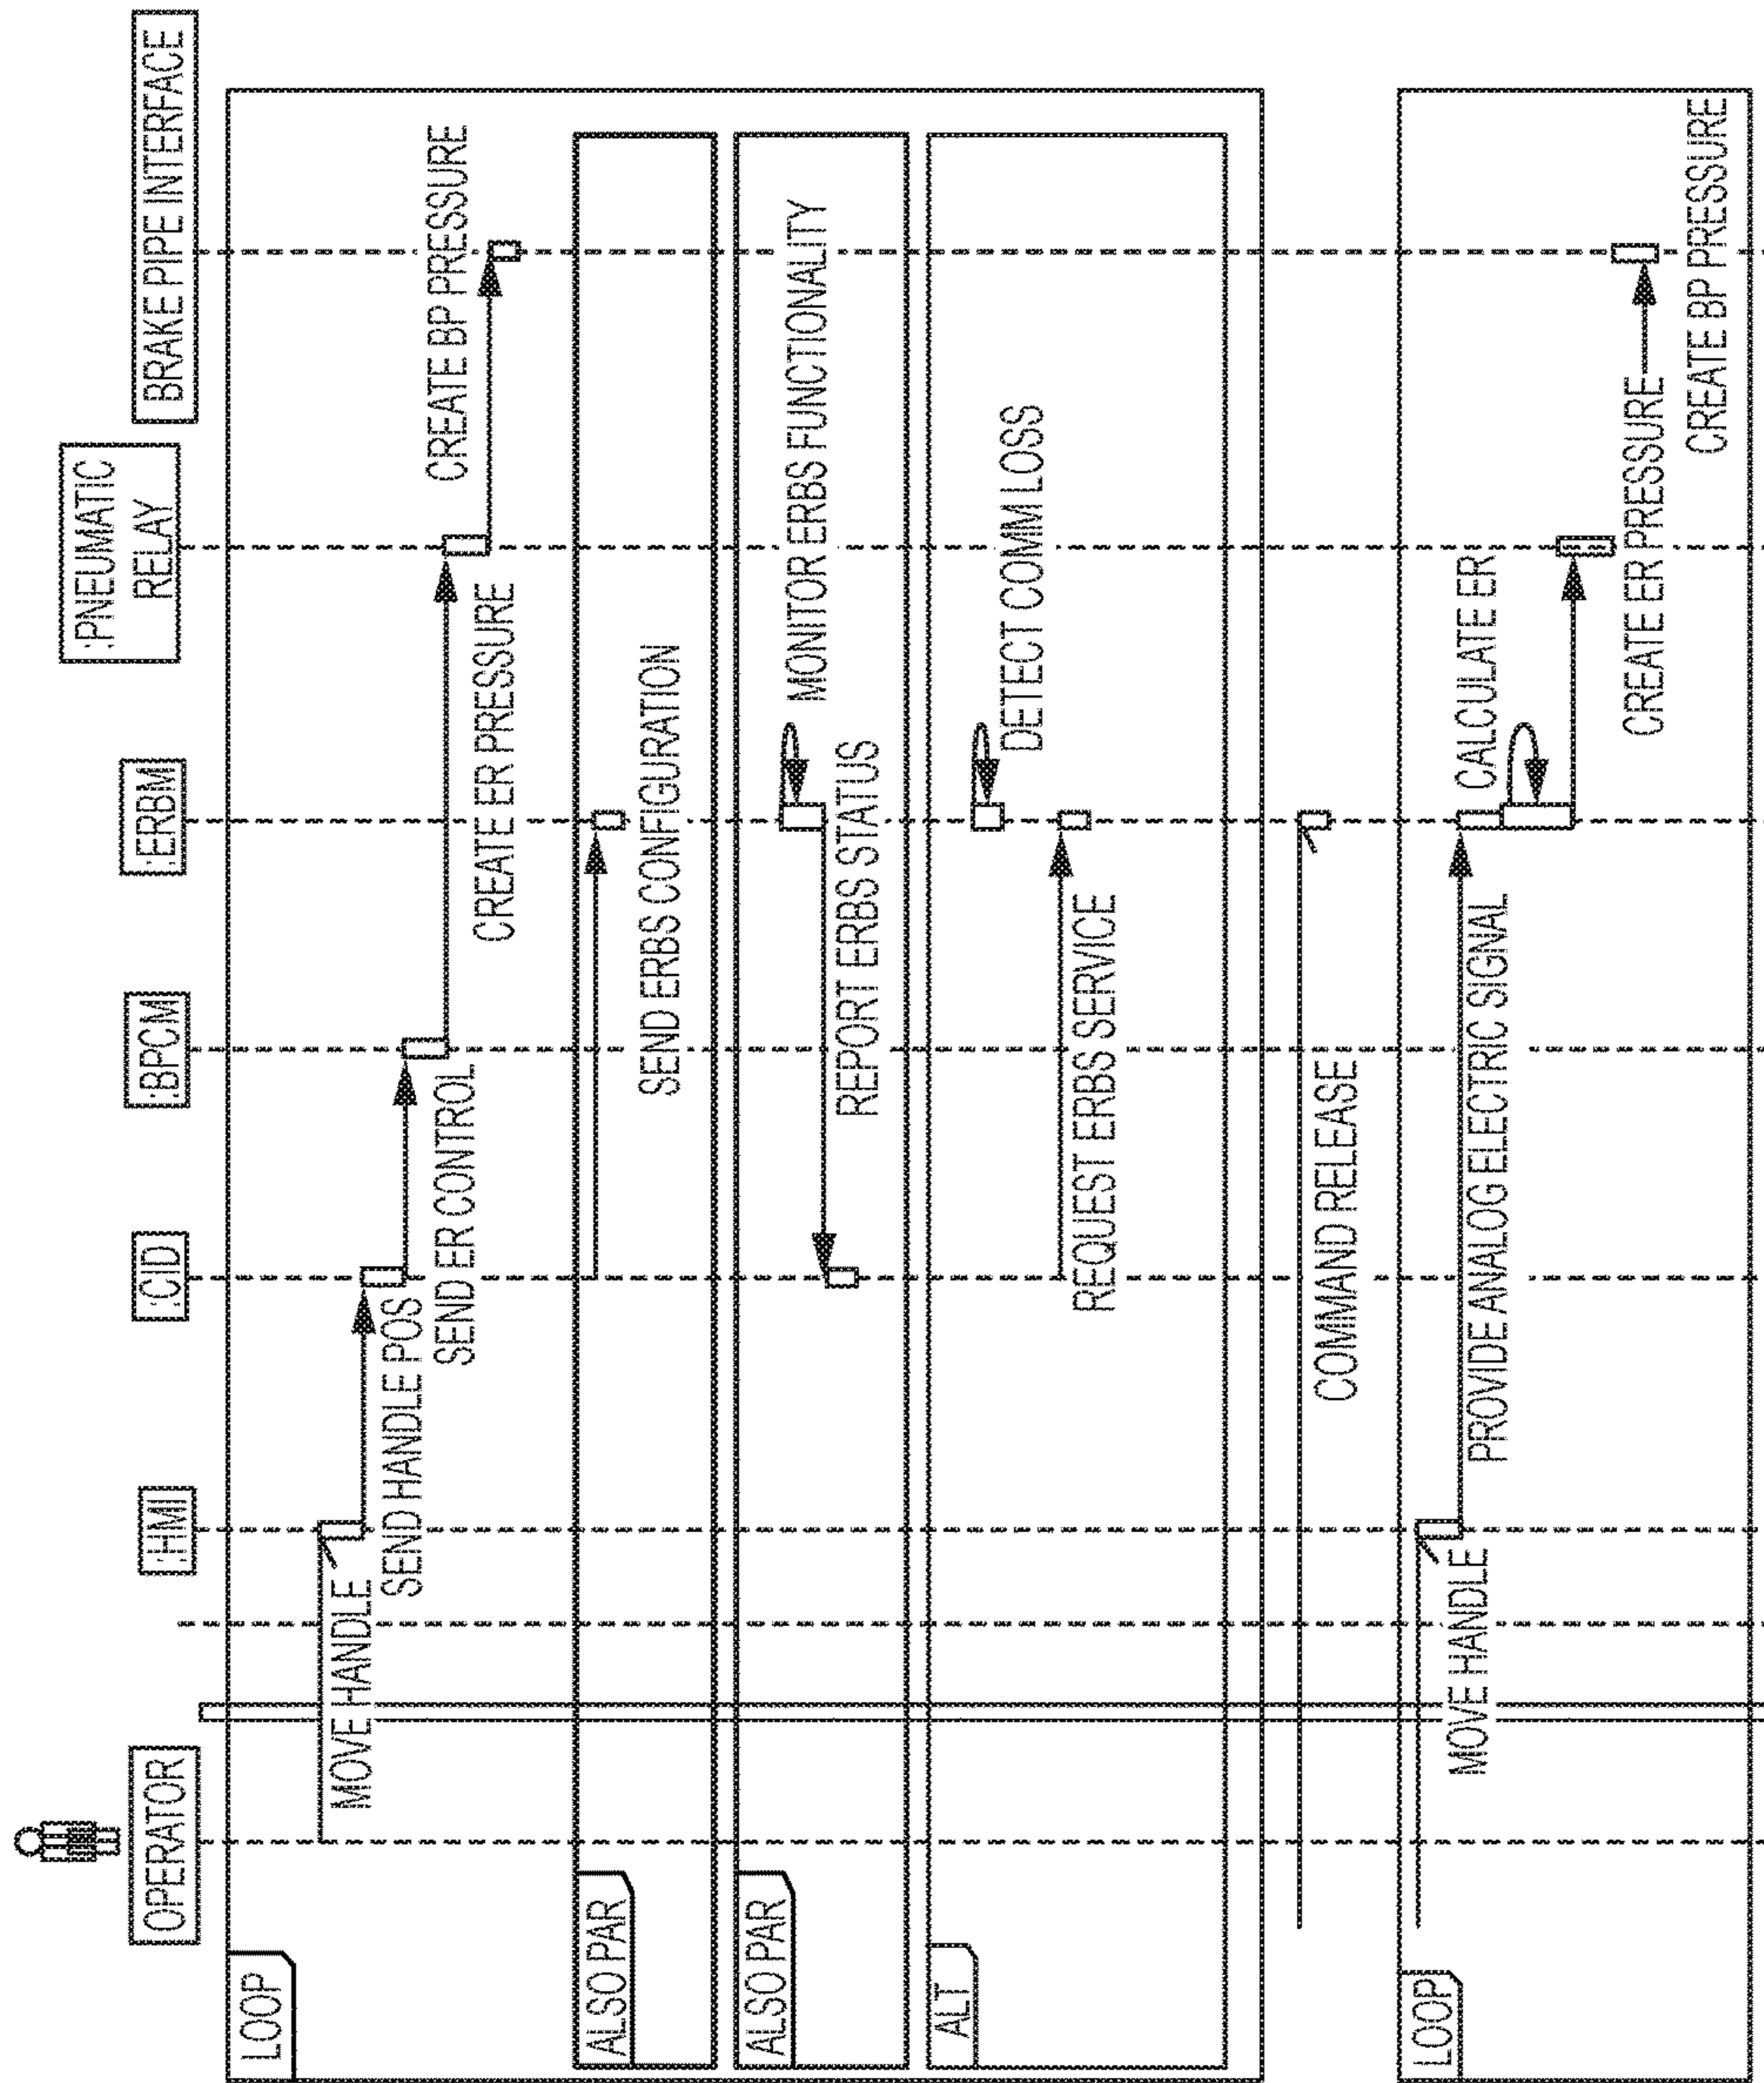 OPERATOR
:HMI
:CID
:BPCM
:ERBM
:PNEUMATIC
RELAY
BRAKE PIPE INTERFACE
LOOP
MOVE HANDLE
SEND HANDLE POS
SEND ER CONTROL
CREATE ER PRESSURE
CREATE BP PRESSURE
ALSO PAR
SEND ERBS CONFIGURATION
ALSO PAR
MONITOR ERBS FUNCTIONALITY
REPORT ERBS STATUS
ALT
DETECT COMM LOSS
REQUEST ERBS SERVICE
COMMAND RELEASE
LOOP
MOVE HANDLE
PROVIDE ANALOG ELECTRIC SIGNAL
CALCULATE ER
CREATE ER PRESSURE
CREATE BP PRESSURE